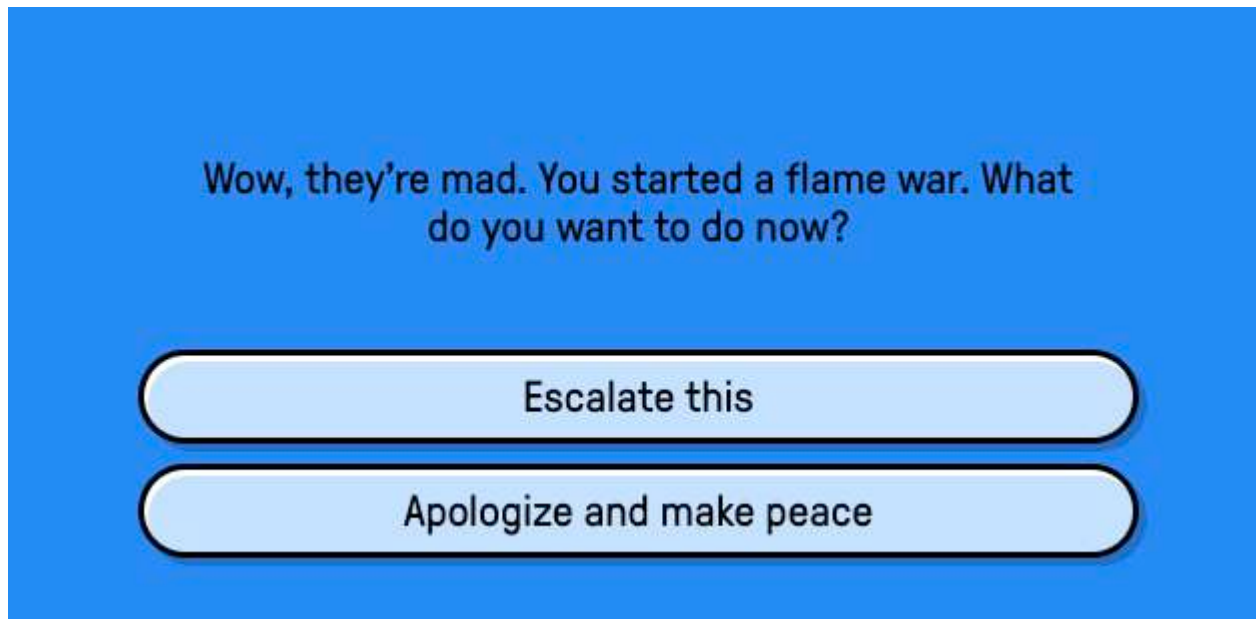 Wow, they’re mad. You started a flame war. What
do you want to do now?
Escalate this
Apologize and make peace